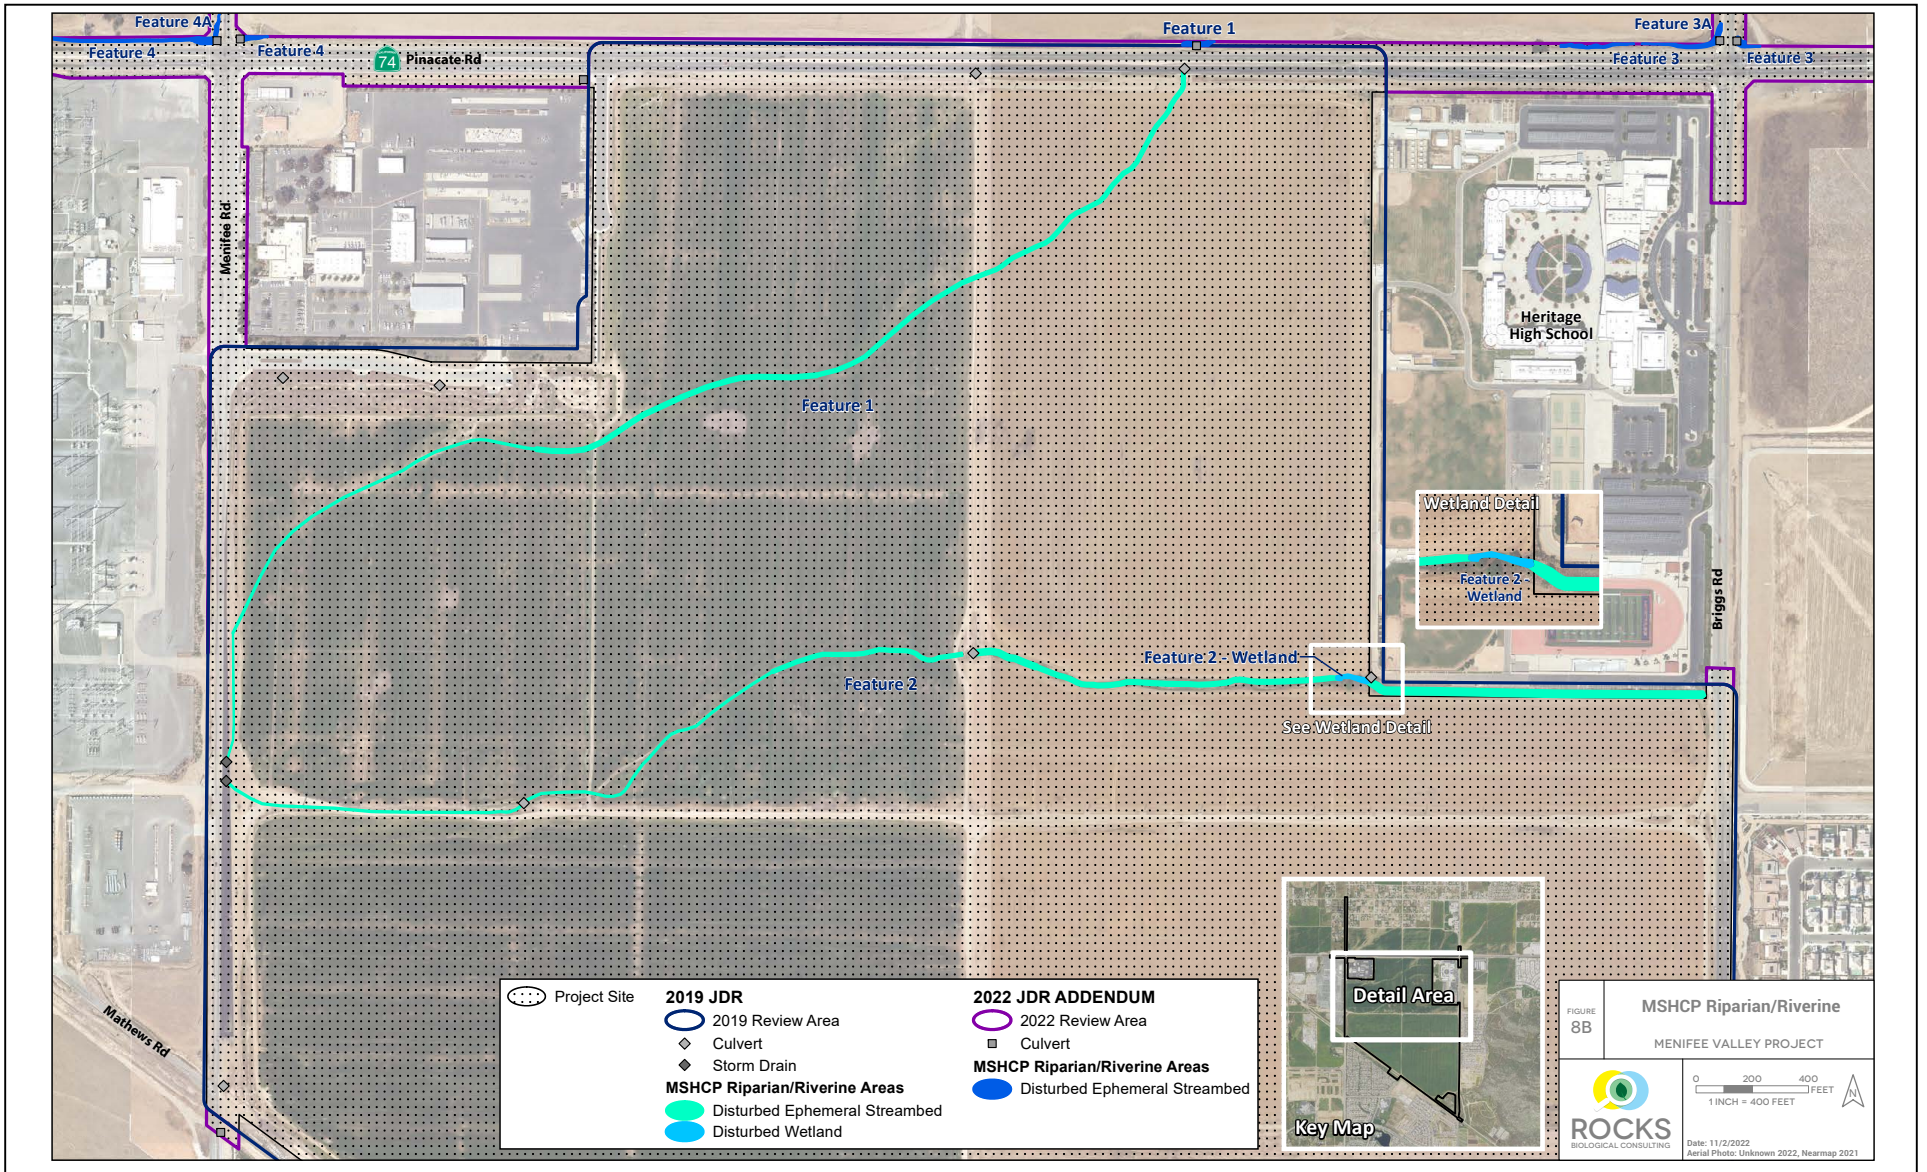 Feature 4A
Feature 4
Feature 4
74
Pinacate Rd
Feature 1
Feature 3A
Feature 3
Feature 3
Menifee Rd
Heritage
High School
Feature 1
Wetland Detail
Feature 2 -
Wetland
Briggs Rd
Feature 2 - Wetland
Feature 2
See Wetland Detail
Mathews Rd
Project Site
2019 JDR
2019 Review Area
Culvert
Storm Drain
MSHCP Riparian/Riverine Areas
Disturbed Ephemeral Streambed
Disturbed Wetland
2022 JDR ADDENDUM
2022 Review Area
Culvert
MSHCP Riparian/Riverine Areas
Disturbed Ephemeral Streambed
Detail Area
Key Map
FIGURE
8B
MSHCP Riparian/Riverine
MENIFEE VALLEY PROJECT
ROCKS
BIOLOGICAL CONSULTING
0 200 400
FEET
1 INCH = 400 FEET
N
Date: 11/2/2022
Aerial Photo: Unknown 2022, Nearmap 2021